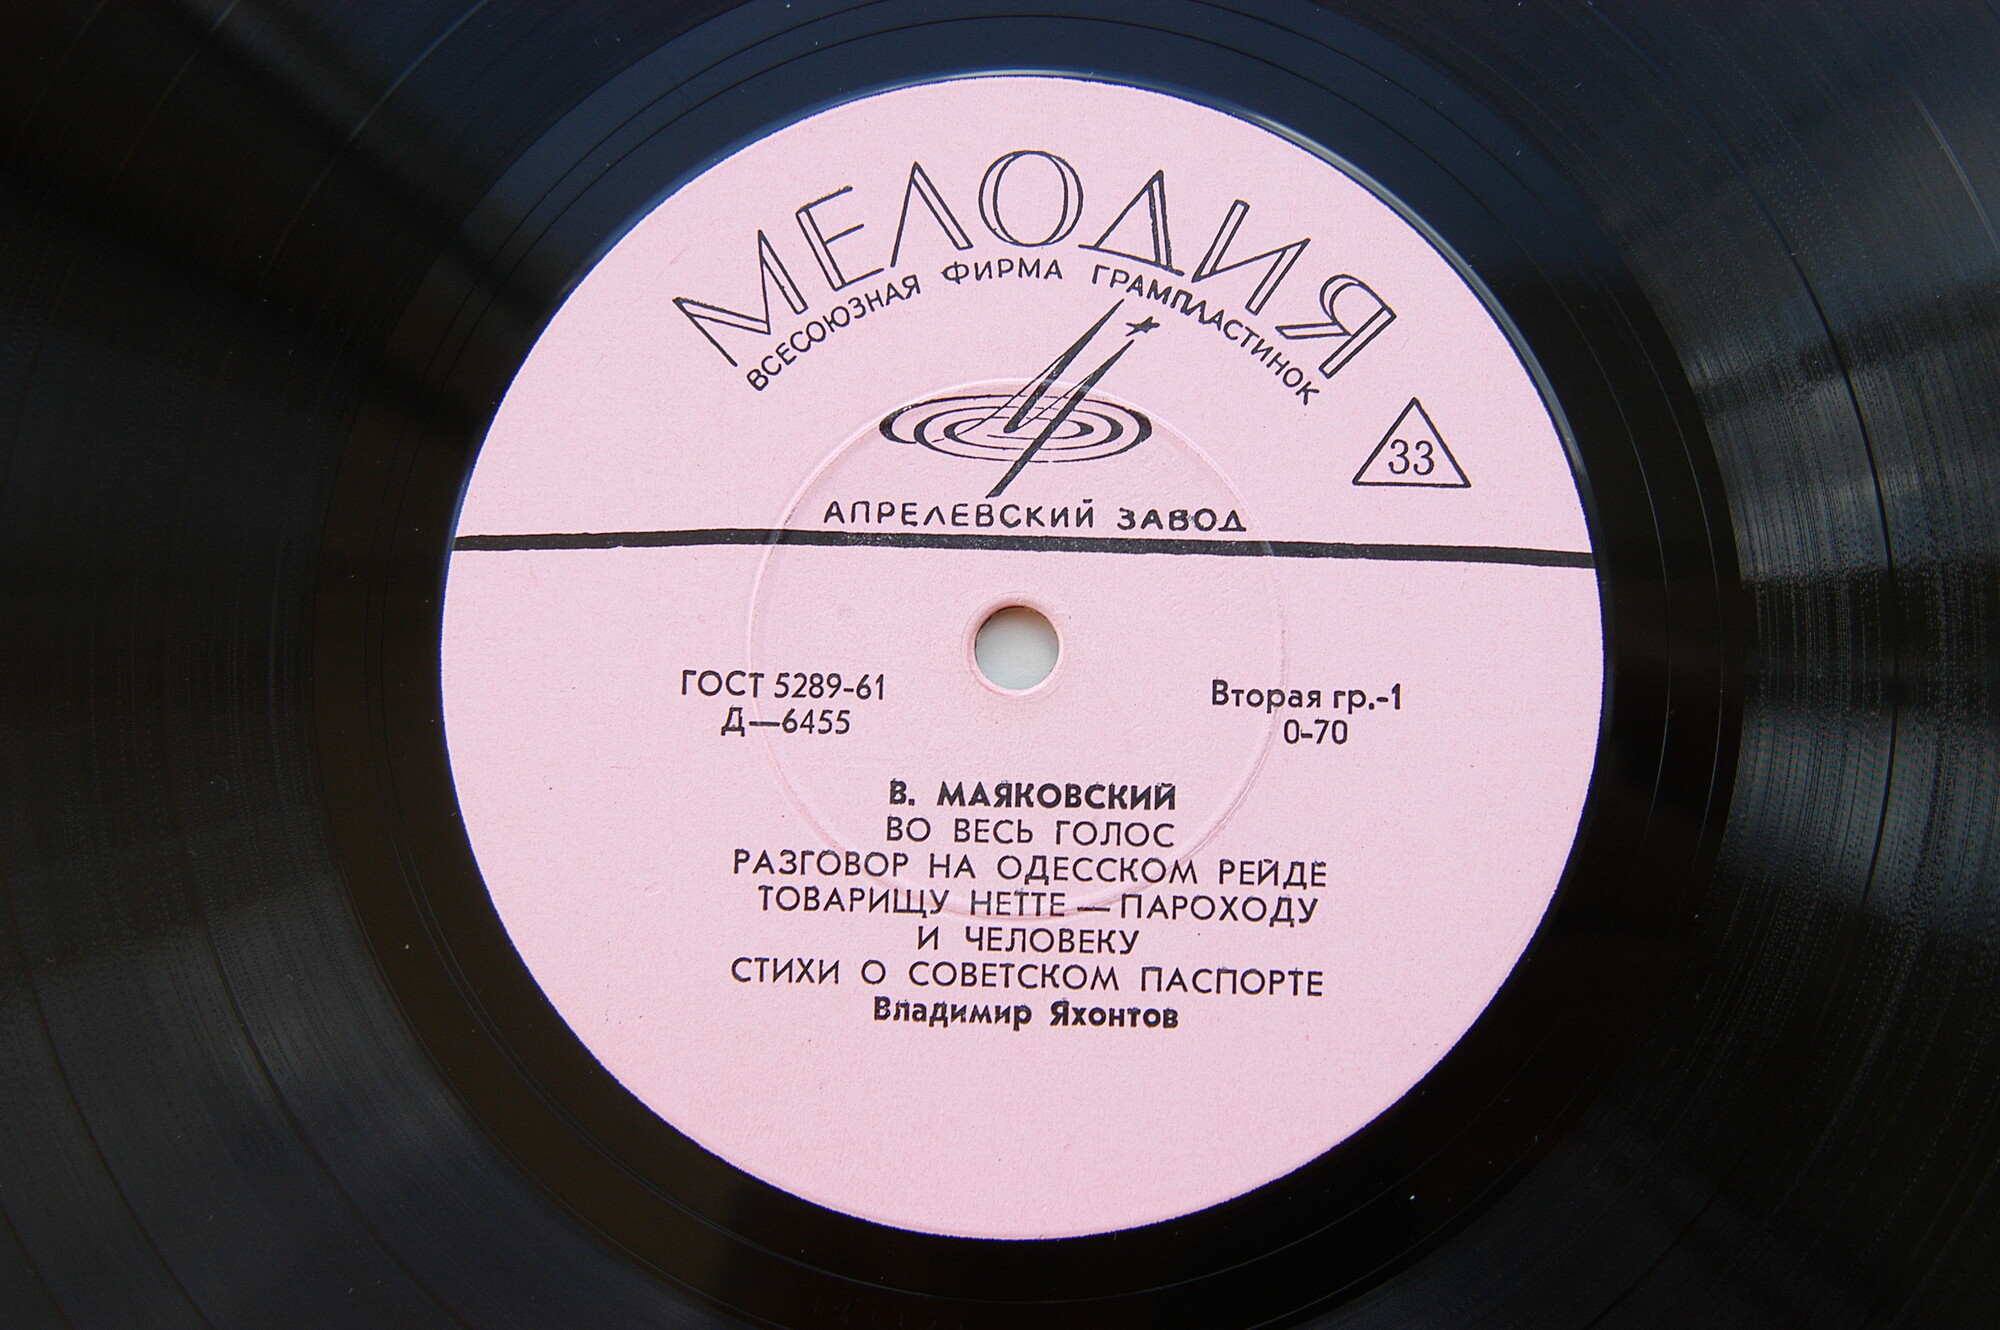 МЕЛОДИЯ
ВСЕСОЮЗНАЯ ФИРМА ГРАМПЛАСТИНОК
33
АПРЕЛЕВСКИЙ ЗАВОД
ГОСТ 5289-61
Д—6455
Вторая гр.-1
0-70
В. МАЯКОВСКИЙ
ВО ВЕСЬ ГОЛОС
РАЗГОВОР НА ОДЕССКОМ РЕЙДЕ
ТОВАРИЩУ НЕТТЕ — ПАРОХОДУ
И ЧЕЛОВЕКУ
СТИХИ О СОВЕТСКОМ ПАСПОРТЕ
Владимир Яхонтов